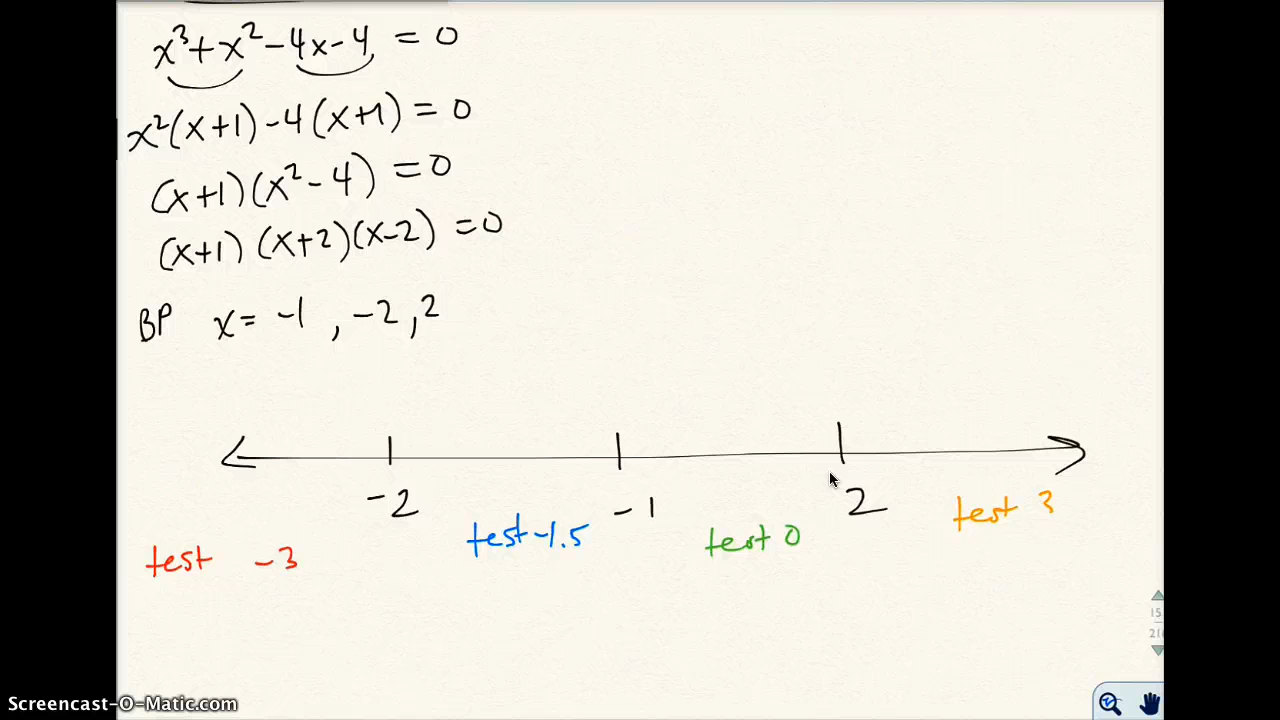 x³+x²-4x-4 = 0
x²(x+1)-4(x+1) = 0
(x+1)(x²-4) = 0
(x+1)(x+2)(x-2) = 0
BP x= -1, -2, 2
-2 -1 2
test -3 test -1.5 test 0 test 3
15
Screencast-O-Matic.com